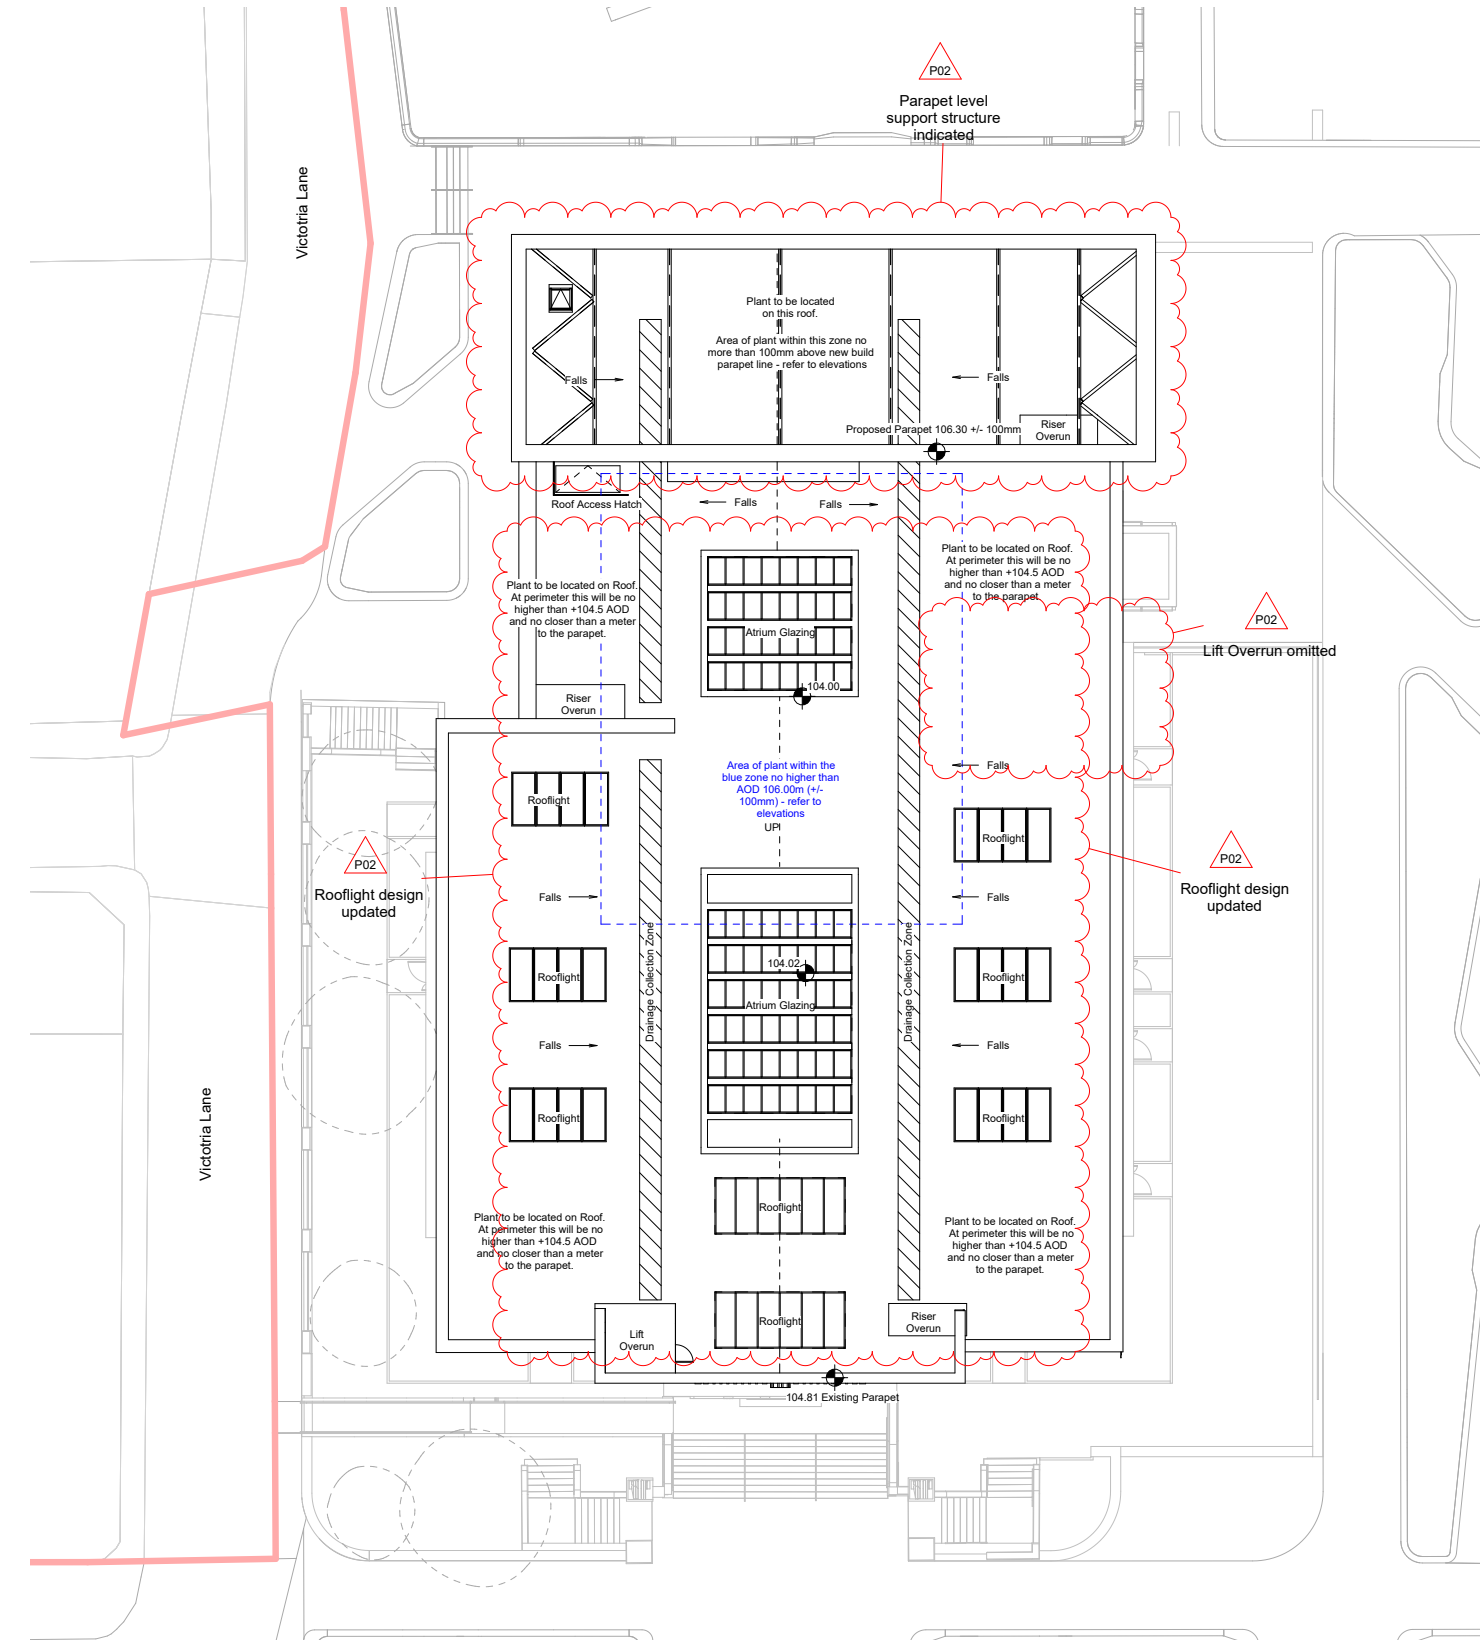 P02
Parapet level
support structure
indicated
Victotria Lane
Plant to be located
on this roof.
Area of plant within this zone no
more than 100mm above new build
parapet line - refer to elevations
Falls
Falls
Proposed Parapet 106.30 +/- 100mm
Riser
Overun
Roof Access Hatch
Falls
Falls
Plant to be located on Roof.
At perimeter this will be no
higher than +104.5 AOD
and no closer than a meter
to the parapet.
Plant to be located on Roof.
At perimeter this will be no
higher than +104.5 AOD
and no closer than a meter
to the parapet.
P02
Lift Overrun omitted
Atrium Glazing
104.00
Riser
Overun
Area of plant within the
blue zone no higher than
AOD 106.00m (+/-
100mm) - refer to
elevations
UP
Falls
Rooflight
Rooflight
P02
Rooflight design
updated
P02
Rooflight design
updated
Falls
Falls
Drainage Collection Zone
Drainage Collection Zone
104.02
Atrium Glazing
Rooflight
Rooflight
Falls
Falls
Rooflight
Rooflight
Victotria Lane
Rooflight
Plant to be located on Roof.
At perimeter this will be no
higher than +104.5 AOD
and no closer than a meter
to the parapet.
Plant to be located on Roof.
At perimeter this will be no
higher than +104.5 AOD
and no closer than a meter
to the parapet.
Rooflight
Lift
Overun
Riser
Overun
104.81 Existing Parapet